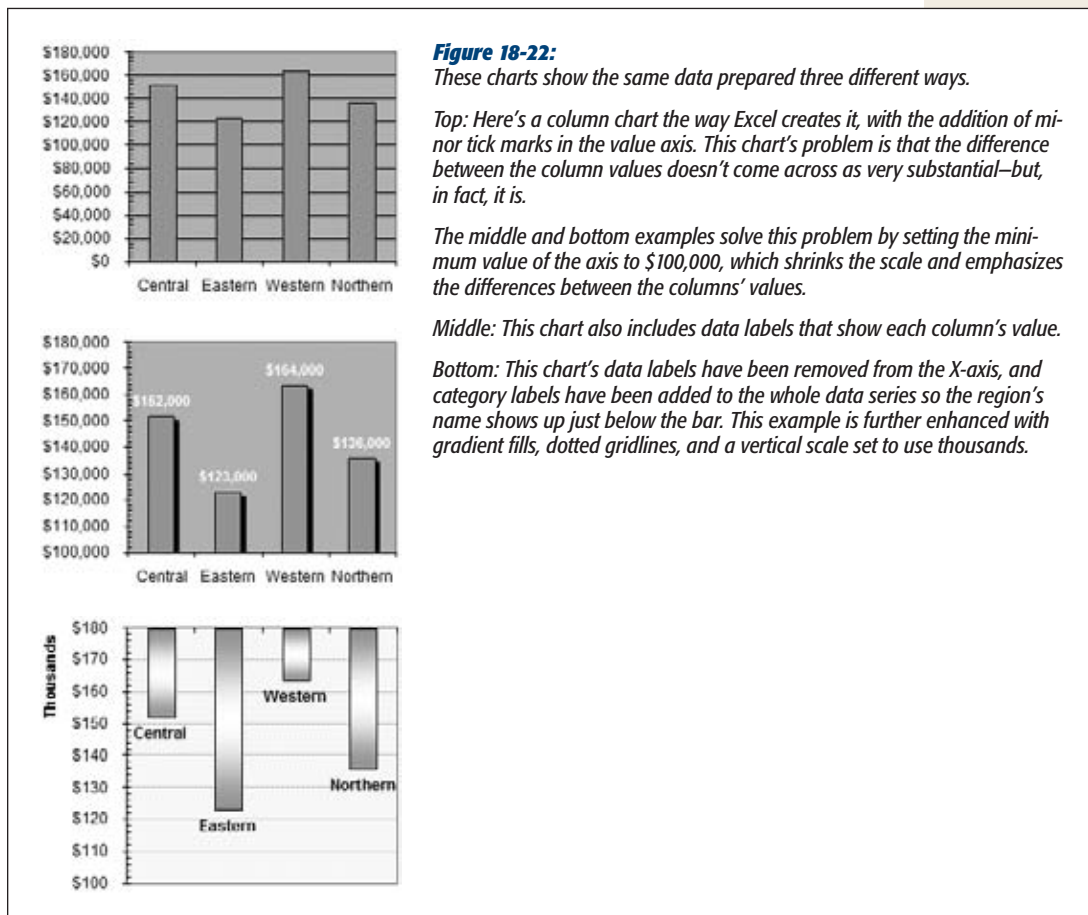 $180,000
$160,000
$140,000
$120,000
$100,000
$80,000
$60,000
$40,000
$20,000
$0
Central Eastern Western Northern
$180,000
$170,000
$160,000
$150,000
$140,000
$130,000
$120,000
$110,000
$100,000
$152,000
$123,000
$164,000
$136,000
Central Eastern Western Northern
Thousands
$180
$170
$160
$150
$140
$130
$120
$110
$100
Central
Eastern
Western
Northern
Figure 18-22:
These charts show the same data prepared three different ways.
Top: Here's a column chart the way Excel creates it, with the addition of mi-
nor tick marks in the value axis. This chart's problem is that the difference
between the column values doesn't come across as very substantial—but,
in fact, it is.
The middle and bottom examples solve this problem by setting the mini-
mum value of the axis to $100,000, which shrinks the scale and emphasizes
the differences between the columns' values.
Middle: This chart also includes data labels that show each column's value.
Bottom: This chart's data labels have been removed from the X-axis, and
category labels have been added to the whole data series so the region's
name shows up just below the bar. This example is further enhanced with
gradient fills, dotted gridlines, and a vertical scale set to use thousands.